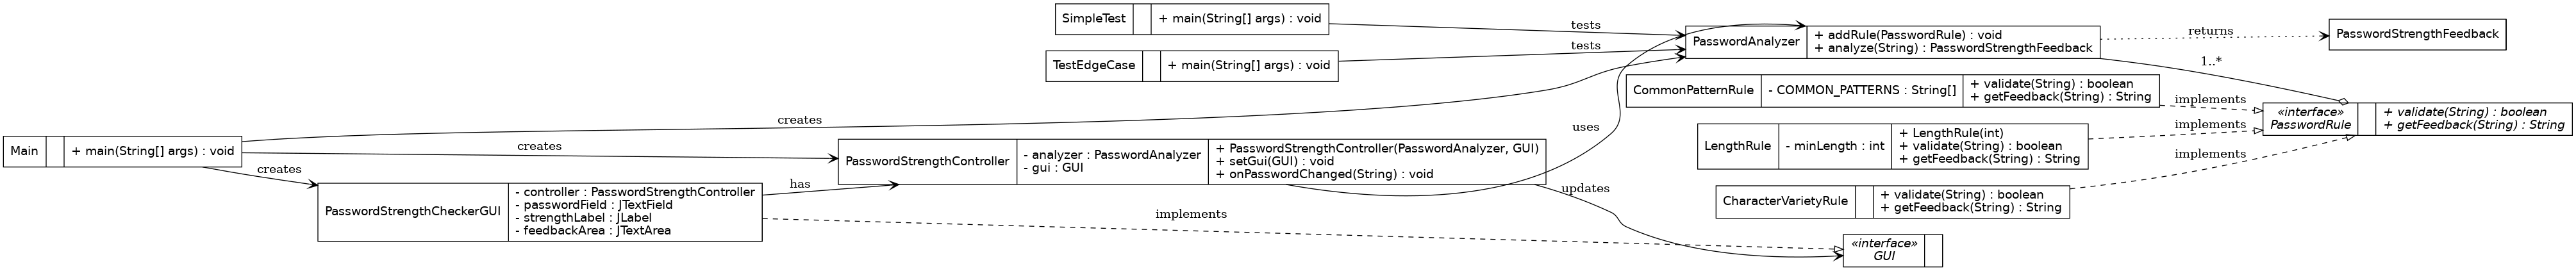 SimpleTest
+ main(String[] args) : void
tests
TestEdgeCase
+ main(String[] args) : void
tests
PasswordAnalyzer
+ addRule(PasswordRule) : void
+ analyze(String) : PasswordStrengthFeedback
returns
PasswordStrengthFeedback
1..*
CommonPatternRule
- COMMON_PATTERNS : String[]
+ validate(String) : boolean
+ getFeedback(String) : String
implements
«interface»
PasswordRule
+ validate(String) : boolean
+ getFeedback(String) : String
LengthRule
- minLength : int
+ LengthRule(int)
+ validate(String) : boolean
+ getFeedback(String) : String
implements
CharacterVarietyRule
+ validate(String) : boolean
+ getFeedback(String) : String
implements
Main
+ main(String[] args) : void
creates
creates
creates
PasswordStrengthController
- analyzer : PasswordAnalyzer
- gui : GUI
+ PasswordStrengthController(PasswordAnalyzer, GUI)
+ setGui(GUI) : void
+ onPasswordChanged(String) : void
uses
updates
PasswordStrengthCheckerGUI
- controller : PasswordStrengthController
- passwordField : JTextField
- strengthLabel : JLabel
- feedbackArea : JTextArea
has
implements
«interface»
GUI